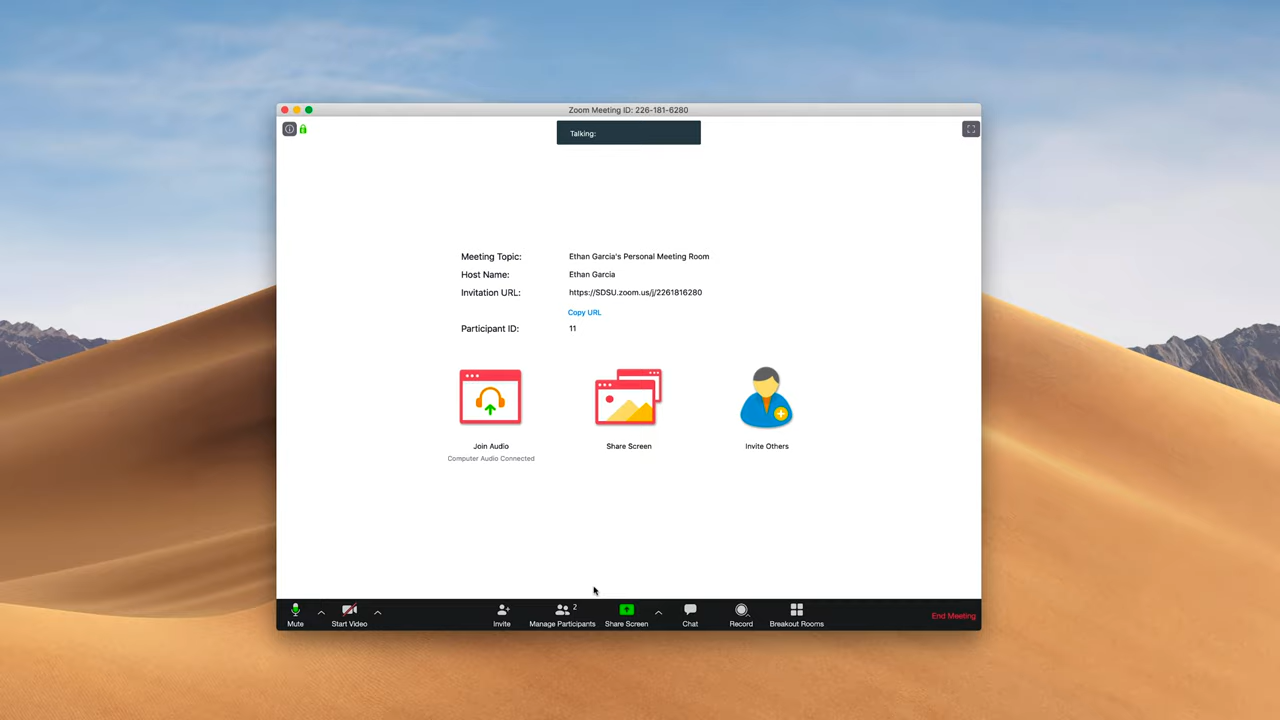 Zoom Meeting ID: 226-181-6280
Talking:
Meeting Topic: Ethan Garcia's Personal Meeting Room
Host Name: Ethan Garcia
Invitation URL: https://SDSU.zoom.us/j/2261816280
Copy URL
Participant ID: 11
Join Audio Share Screen Invite Others
Computer Audio Connected
2
Mute Start Video Invite Manage Participants Share Screen Chat Record Breakout Rooms End Meeting